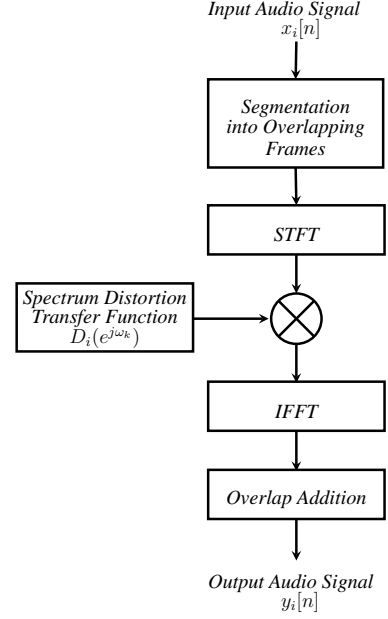 Input Audio Signal
x_i[n]
Segmentation
into Overlapping
Frames
STFT
Spectrum Distortion
Transfer Function
D_i(e^{jω_k})
IFFT
Overlap Addition
Output Audio Signal
y_i[n]